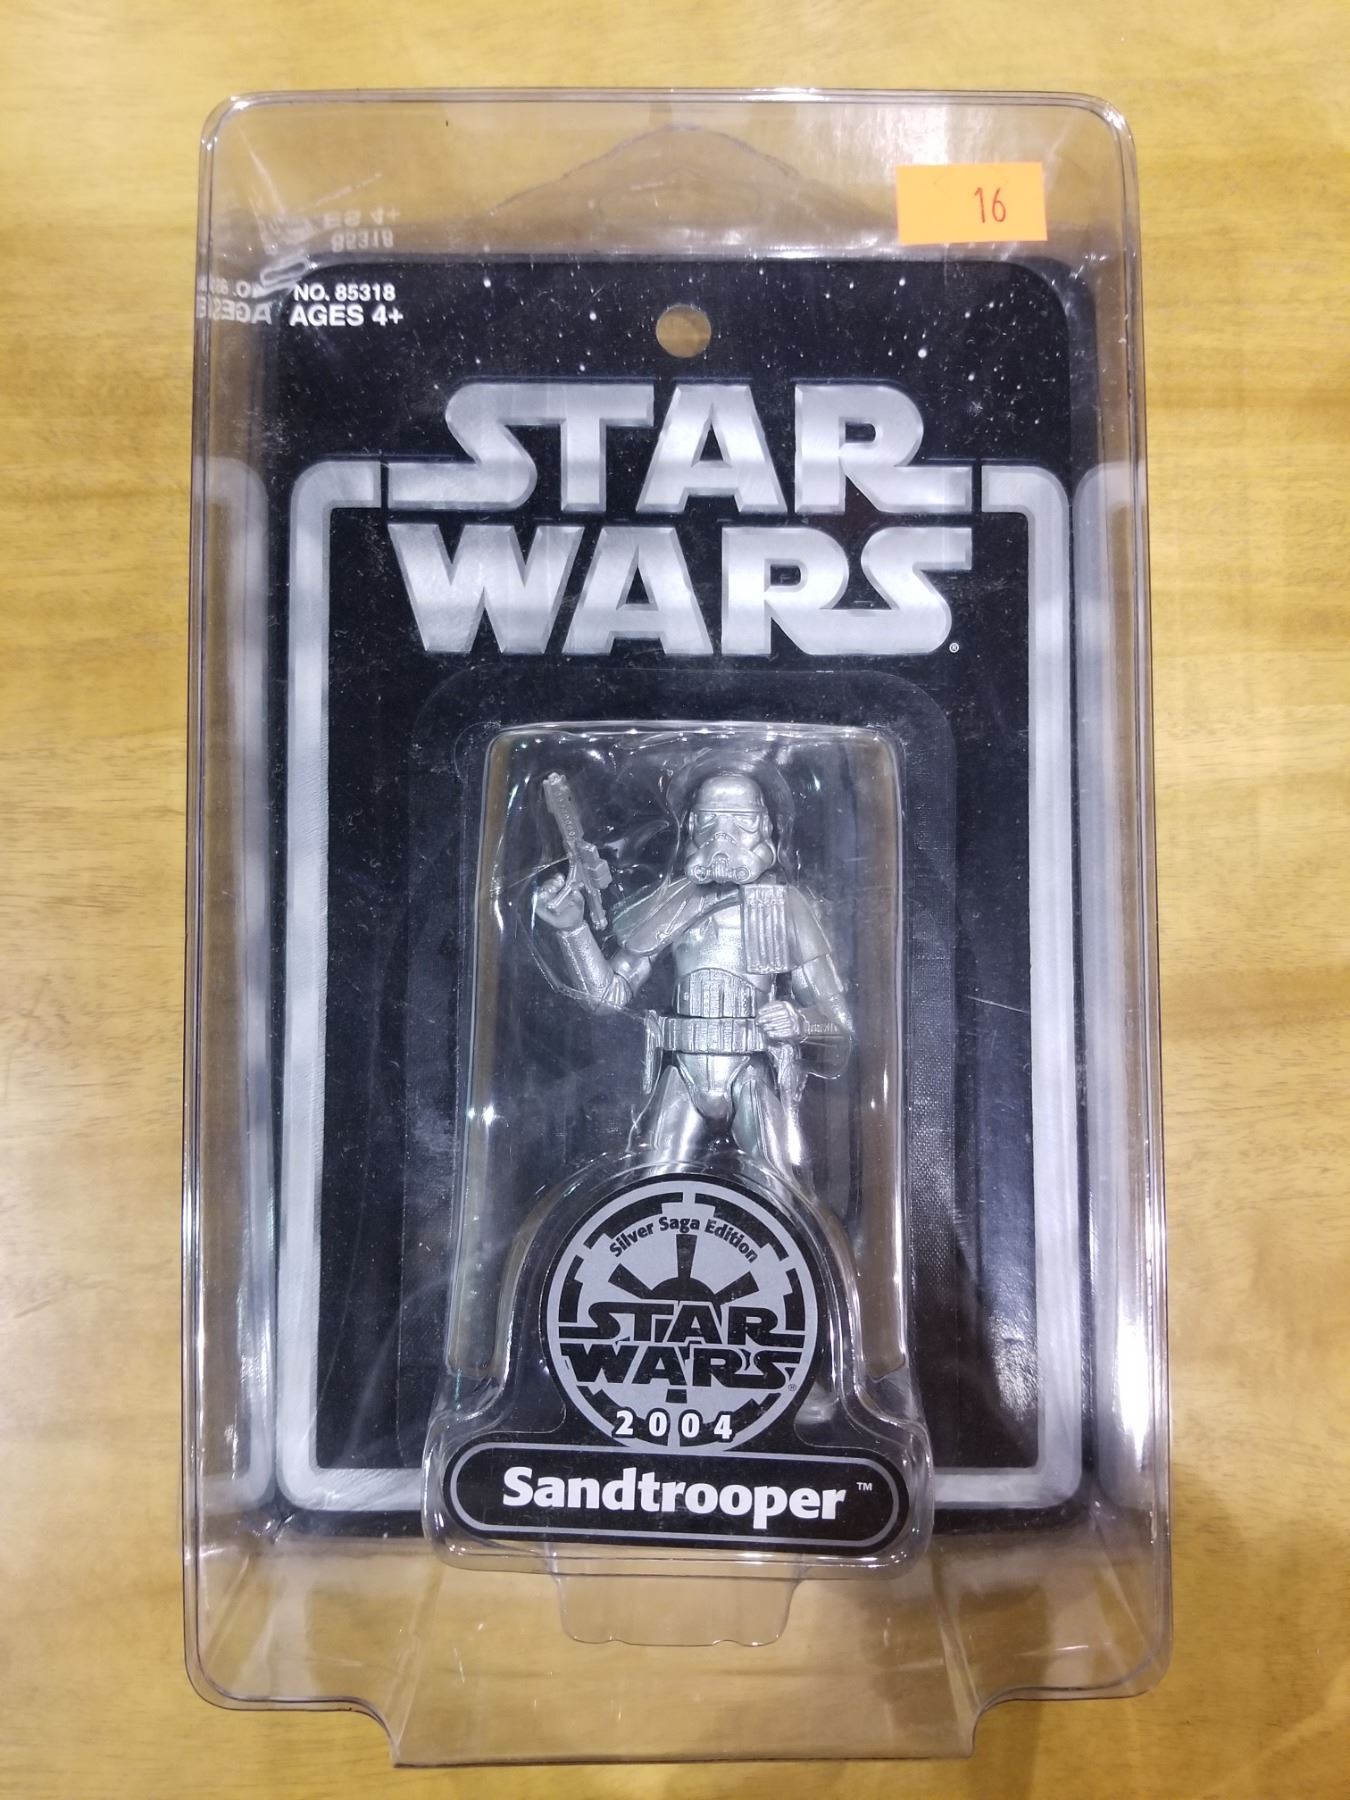 16
NO. 85318
AGES 4+
STAR
WARS®
Silver Saga Edition
STAR
WARS®
2004
Sandtrooper™